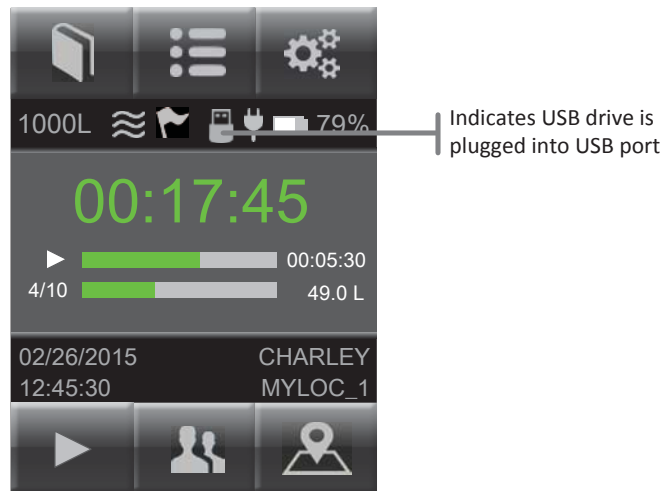 1000L 79%
Indicates USB drive is
plugged into USB port
00:17:45
00:05:30
4/10 49.0 L
02/26/2015 CHARLEY
12:45:30 MYLOC_1